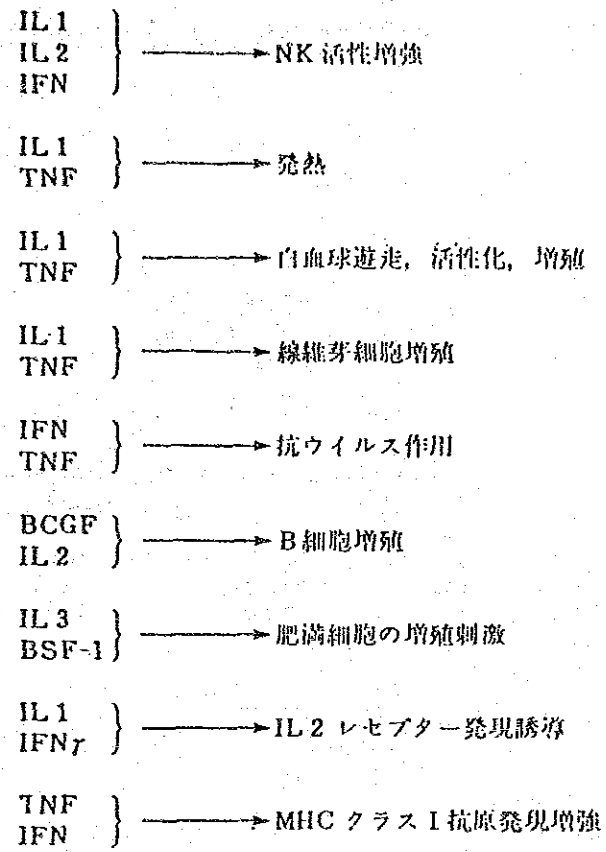 IL 1
IL 2
IFN
NK 活性増強
IL 1
TNF
発熱
IL 1
TNF
白血球遊走，活性化，増殖
IL 1
TNF
線維芽細胞増殖
IFN
TNF
抗ウイルス作用
BCGF
IL 2
B細胞増殖
IL 3
BSF-1
肥満細胞の増殖刺激
IL 1
IFNγ
IL 2 レセプター発現誘導
TNF
IFN
MHC クラス I 抗原発現増強